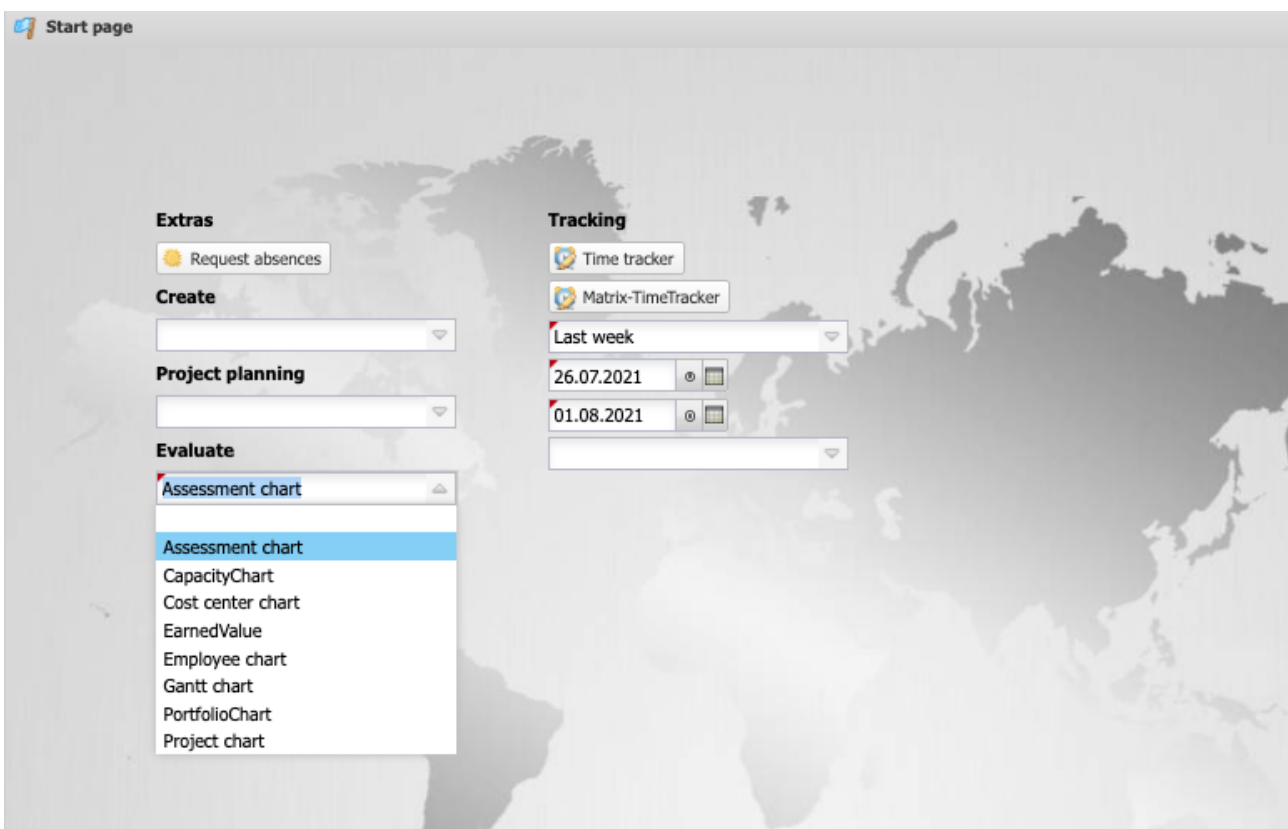 Start page
Extras
Request absences
Create
Project planning
Evaluate
Assessment chart
Assessment chart
CapacityChart
Cost center chart
EarnedValue
Employee chart
Gantt chart
PortfolioChart
Project chart
Tracking
Time tracker
Matrix-TimeTracker
Last week
26.07.2021
01.08.2021